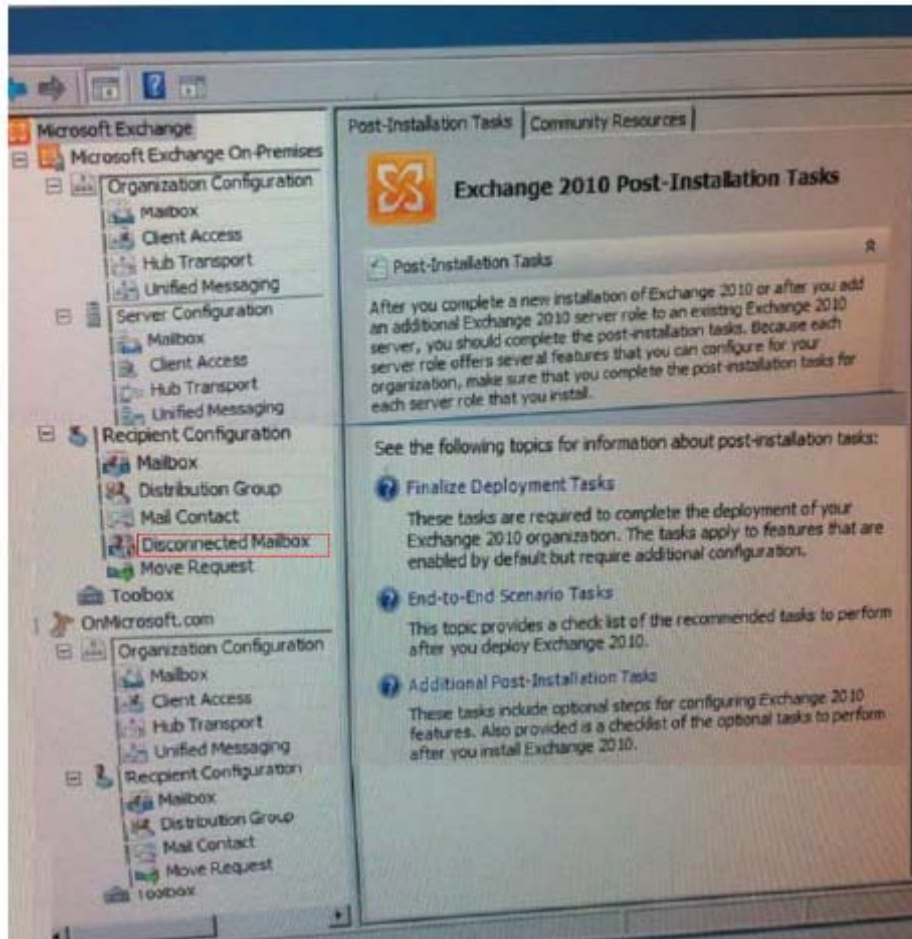 Microsoft Exchange
Microsoft Exchange On-Premises
Organization Configuration
Mailbox
Client Access
Hub Transport
Unified Messaging
Server Configuration
Mailbox
Client Access
Hub Transport
Unified Messaging
Recipient Configuration
Mailbox
Distribution Group
Mail Contact
Disconnected Mailbox
Move Request
Toolbox
OnMicrosoft.com
Organization Configuration
Mailbox
Client Access
Hub Transport
Unified Messaging
Recipient Configuration
Mailbox
Distribution Group
Mail Contact
Move Request
Toolbox
Post-Installation Tasks
Community Resources
Exchange 2010 Post-Installation Tasks
Post-Installation Tasks
After you complete a new installation of Exchange 2010 or after you add
an additional Exchange 2010 server role to an existing Exchange 2010
server, you should complete the post-installation tasks. Because each
server role offers several features that you can configure for your
organization, make sure that you complete the post-installation tasks for
each server role that you install.
See the following topics for information about post-installation tasks:
Finalize Deployment Tasks
These tasks are required to complete the deployment of your
Exchange 2010 organization. The tasks apply to features that are
enabled by default but require additional configuration.
End-to-End Scenario Tasks
This topic provides a check list of the recommended tasks to perform
after you deploy Exchange 2010.
Additional Post-Installation Tasks
These tasks include optional steps for configuring Exchange 2010
features. Also provided is a checklist of the optional tasks to perform
after you install Exchange 2010.